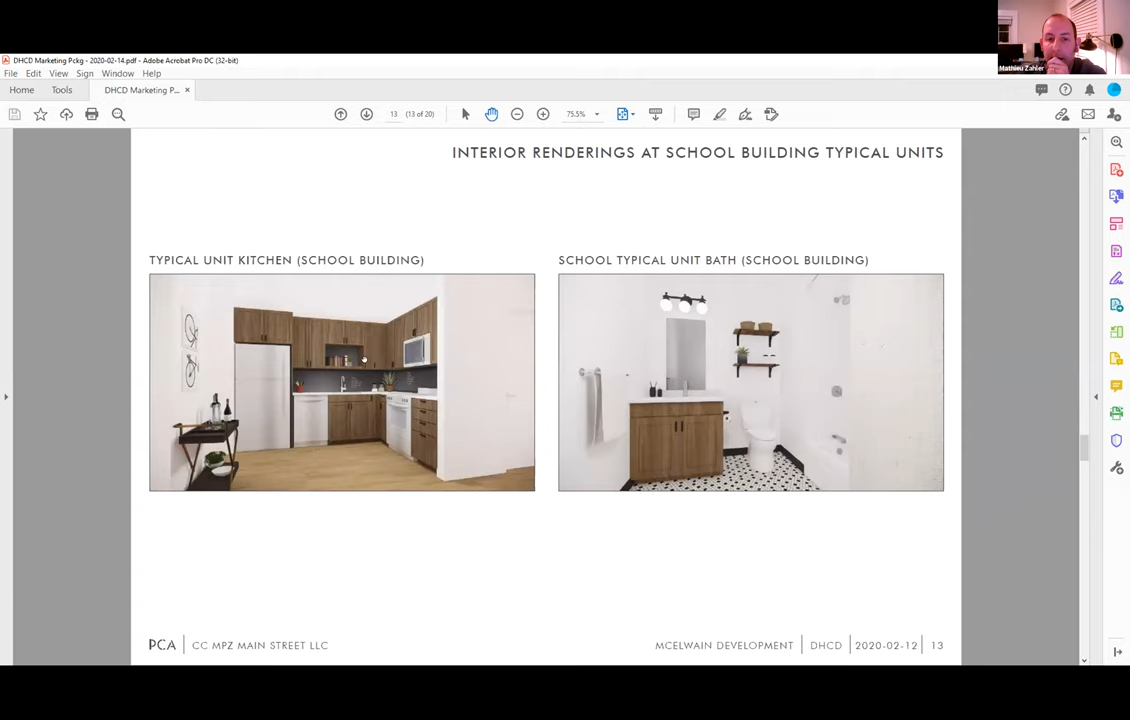 DHCD Marketing Pckg - 2020-02-14.pdf - Adobe Acrobat Pro DC (32-bit)
File Edit View Sign Window Help
Home Tools DHCD Marketing P... ×
13 (13 of 20) 75.5%
Mathieu Zahler
INTERIOR RENDERINGS AT SCHOOL BUILDING TYPICAL UNITS
TYPICAL UNIT KITCHEN (SCHOOL BUILDING)
SCHOOL TYPICAL UNIT BATH (SCHOOL BUILDING)
PCA CC MPZ MAIN STREET LLC
MCELWAIN DEVELOPMENT DHCD 2020-02-12 13